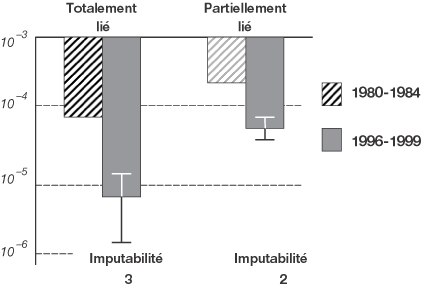 Totalement Partiellement
lié lié
10⁻³
10⁻⁴
10⁻⁵
10⁻⁶
1980-1984
1996-1999
Imputabilité Imputabilité
3 2